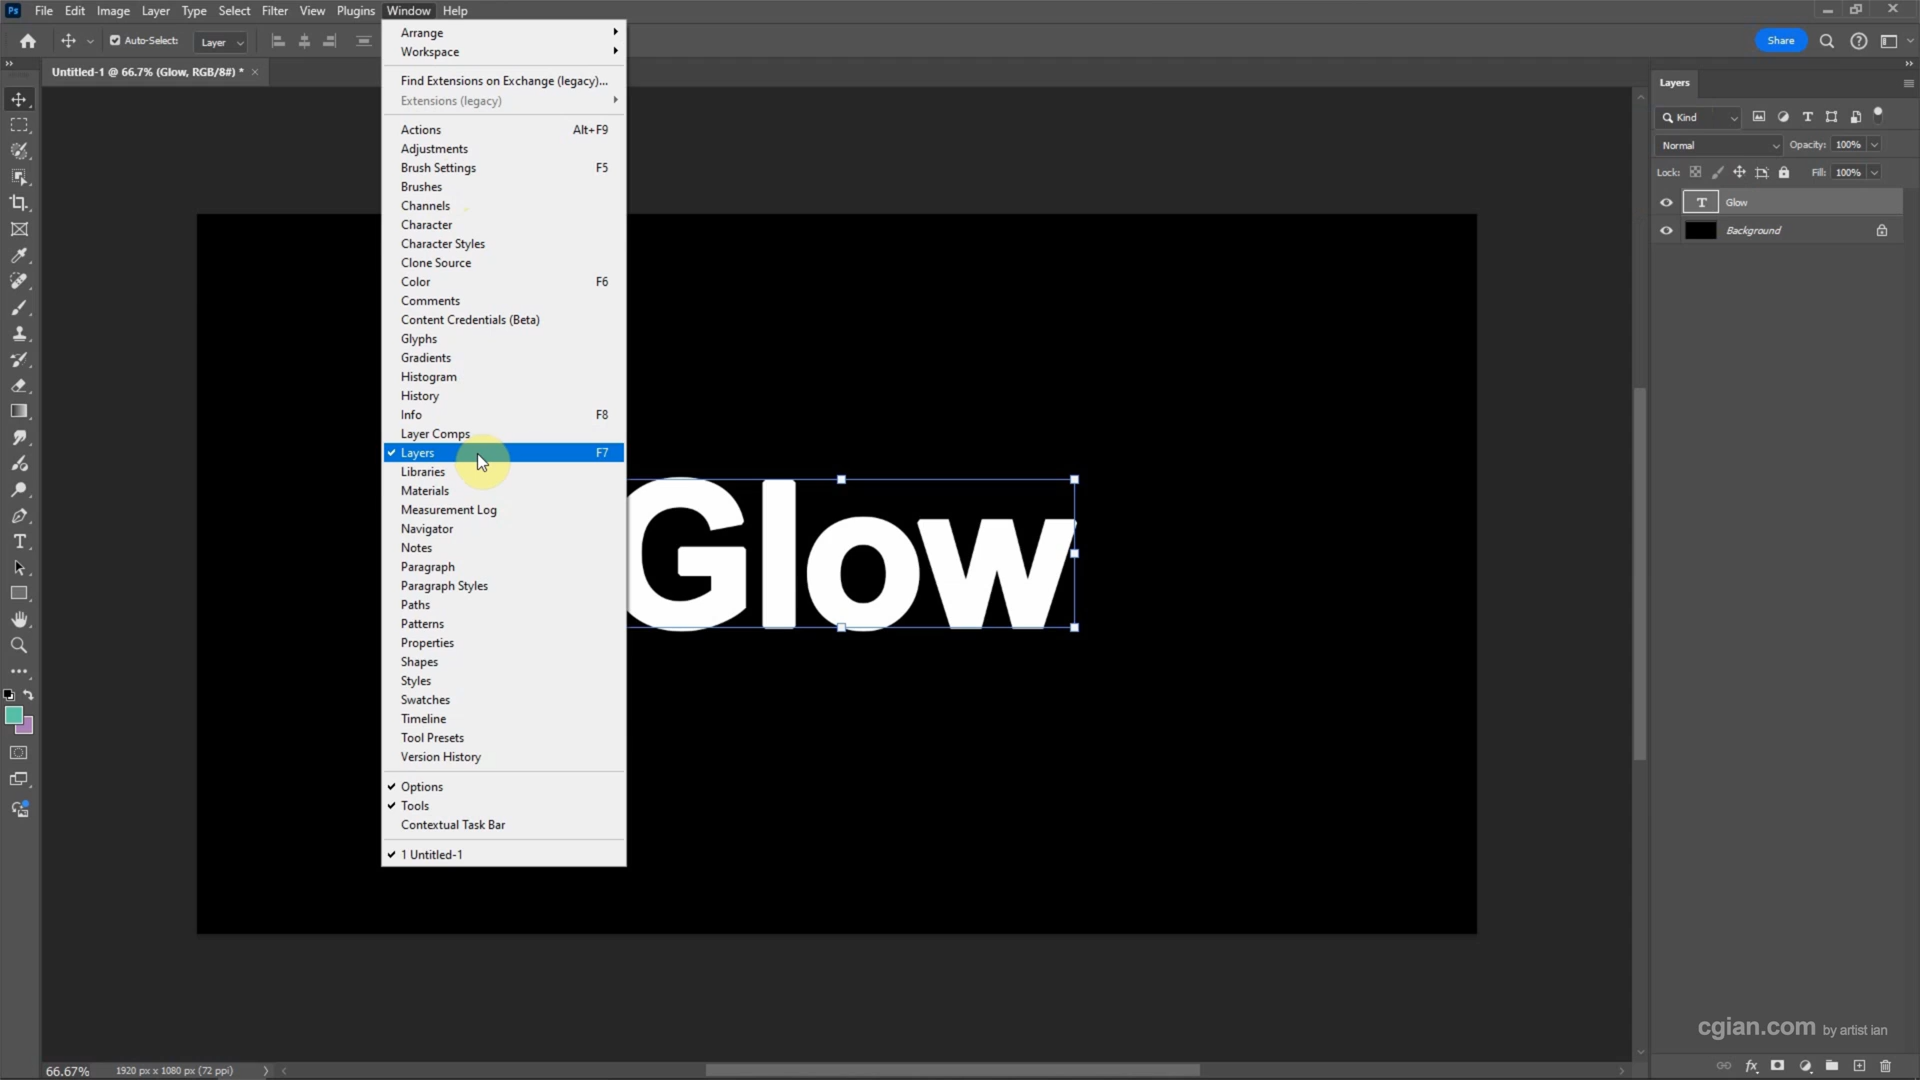 Ps File Edit Image Layer Type Select Filter View Plugins Window Help
Auto-Select: Layer
Share
Untitled-1 @ 66.7% (Glow, RGB/8#) *
Arrange
Workspace
Find Extensions on Exchange (legacy)...
Extensions (legacy)
Actions Alt+F9
Adjustments
Brush Settings F5
Brushes
Channels
Character
Character Styles
Clone Source
Color F6
Comments
Content Credentials (Beta)
Glyphs
Gradients
Histogram
History
Info F8
Layer Comps
Layers F7
Libraries
Materials
Measurement Log
Navigator
Notes
Paragraph
Paragraph Styles
Paths
Patterns
Properties
Shapes
Styles
Swatches
Timeline
Tool Presets
Version History
Options
Tools
Contextual Task Bar
1 Untitled-1
Glow
Layers
Kind
Normal Opacity: 100%
Lock: Fill: 100%
T Glow
Background
cgian.com by artist ian
66.67% 1920 px x 1080 px (72 ppi)
fx